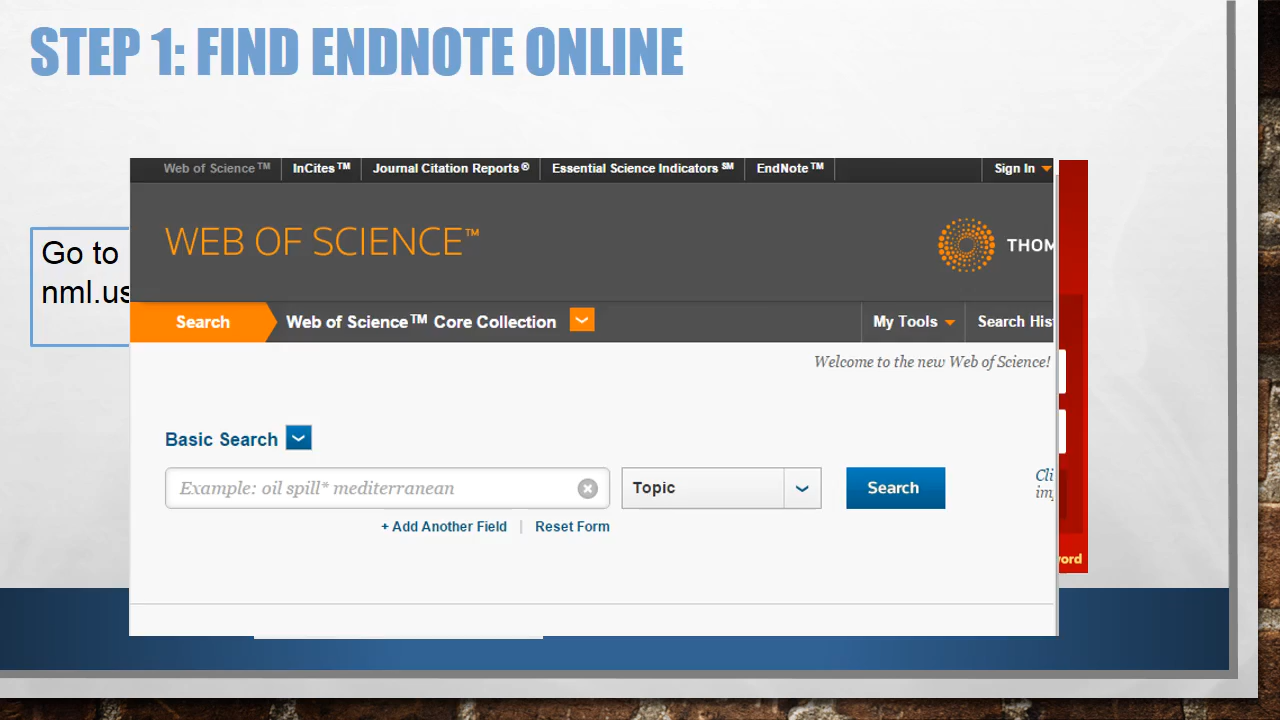 STEP 1: FIND ENDNOTE ONLINE
Web of Science™ InCites™ Journal Citation Reports® Essential Science Indicators℠ EndNote™ Sign In
WEB OF SCIENCE™
THOM
Go to
nml.us
Search Web of Science™ Core Collection My Tools Search His
Welcome to the new Web of Science!
Basic Search
Example: oil spill* mediterranean Topic Search
Cli
im
+ Add Another Field | Reset Form
ord